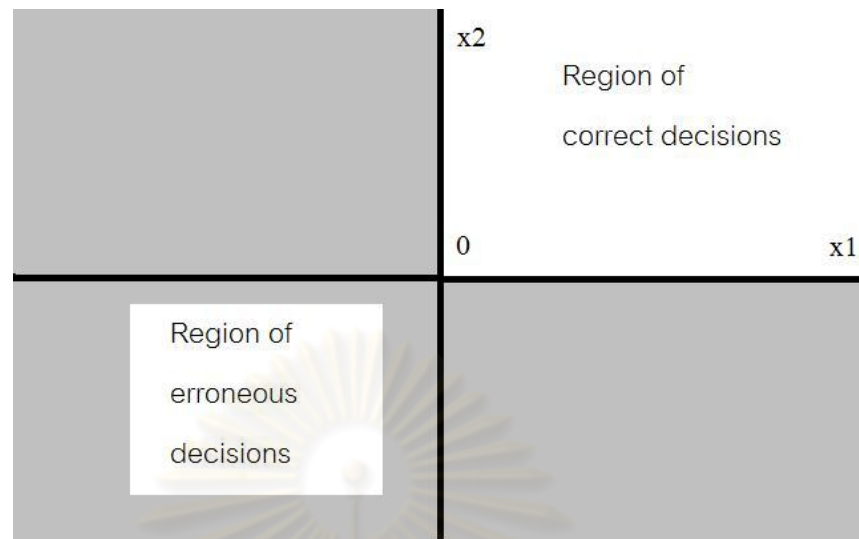 x2
Region of
correct decisions
0
x1
Region of
erroneous
decisions